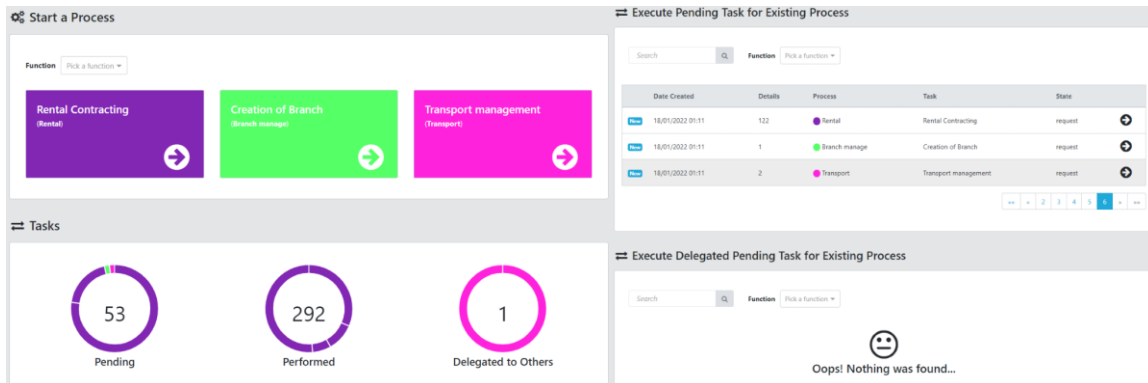 Start a Process
Function Pick a function
Rental Contracting
(Rental)
Creation of Branch
(Branch manage)
Transport management
(Transport)
Tasks
53
Pending
292
Performed
1
Delegated to Others
Execute Pending Task for Existing Process
Search Function Pick a function
Date Created Details Process Task State
New 18/01/2022 01:11 122 Rental Rental Contracting request
New 18/01/2022 01:11 1 Branch manage Creation of Branch request
New 18/01/2022 01:11 2 Transport Transport management request
«« « 2 3 4 5 6 » »»
Execute Delegated Pending Task for Existing Process
Search Function Pick a function
Oops! Nothing was found...